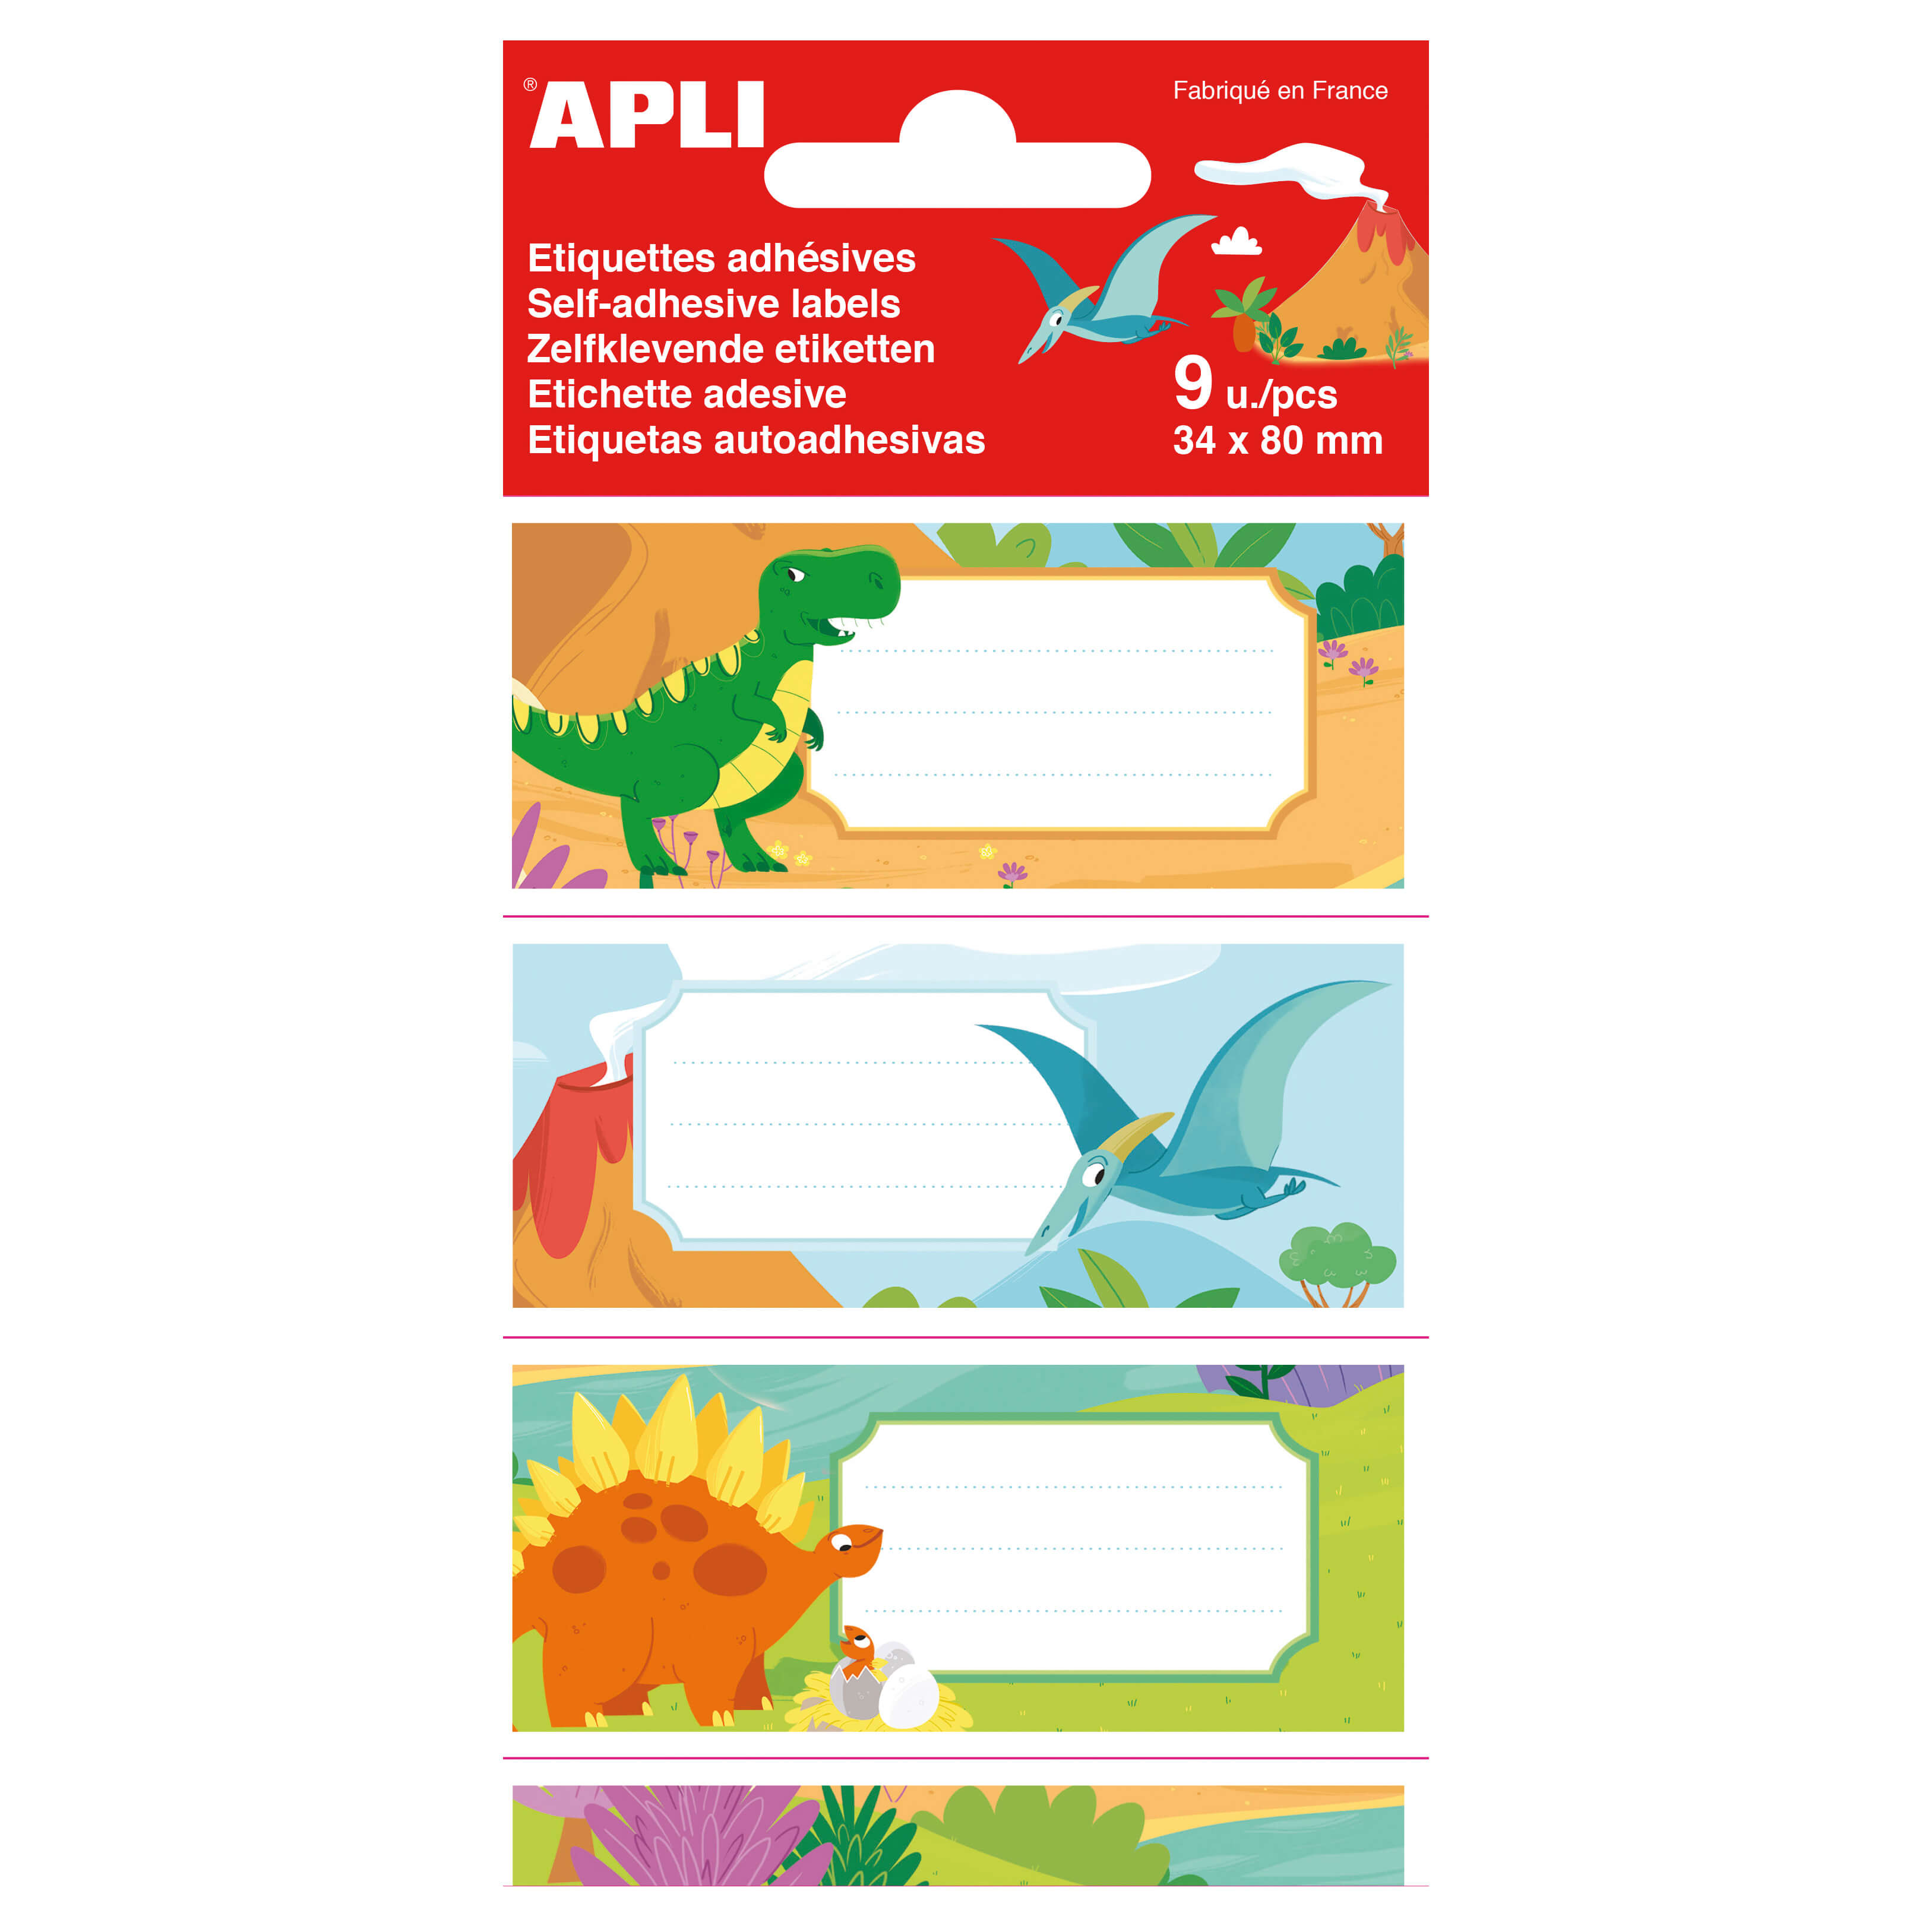 ® APLI
Fabriqué en France
Etiquettes adhésives
Self-adhesive labels
Zelfklevende etiketten
Etichette adesive
Etiquetas autoadhesivas
9 u./pcs
34 x 80 mm